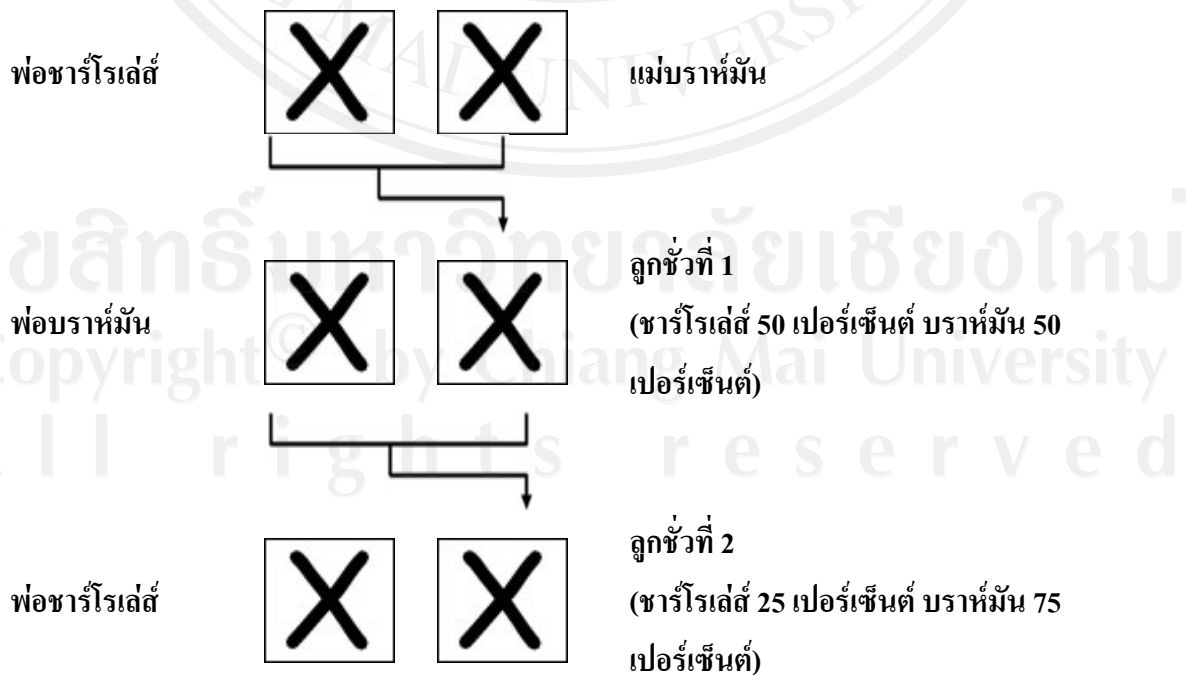 MAI UNIVERS
พ่อชาร์โรเล่ส์
แม่บราห์มัน
ขสิทธิ์มหาวิทยาลัยเชียงใหม่
ลูกชั่วที่ 1
พ่อบราห์มัน
(ชาร์โรเล่ส์ 50 เปอร์เซ็นต์ บราห์มัน 50
เปอร์เซ็นต์)
opyright© by Chiang Mai University
ll rights reserved
ลูกชั่วที่ 2
พ่อชาร์โรเล่ส์
(ชาร์โรเล่ส์ 25 เปอร์เซ็นต์ บราห์มัน 75
เปอร์เซ็นต์)